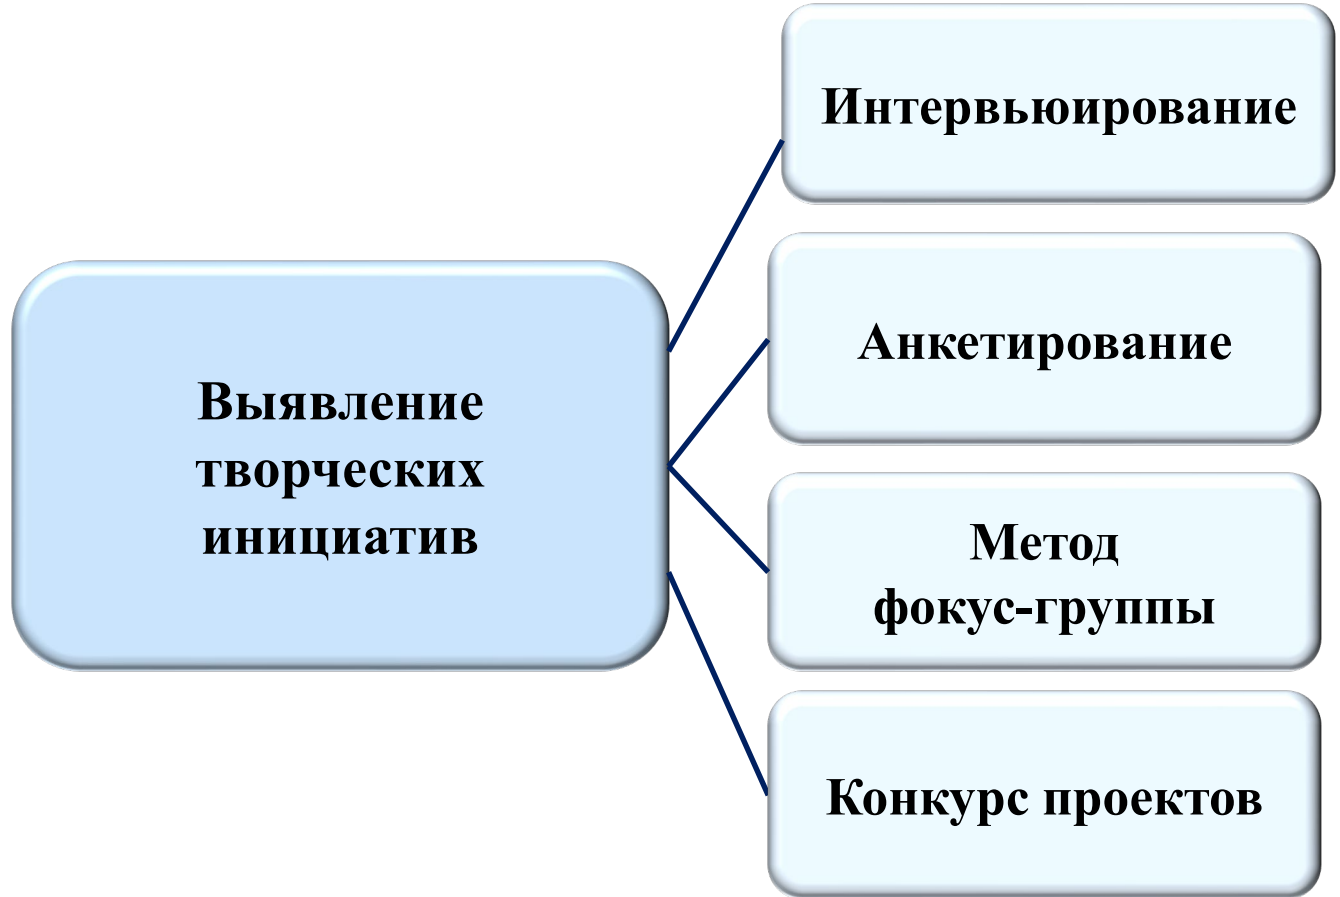 Выявление
творческих
инициатив
Интервьюирование
Анкетирование
Метод
фокус-группы
Конкурс проектов